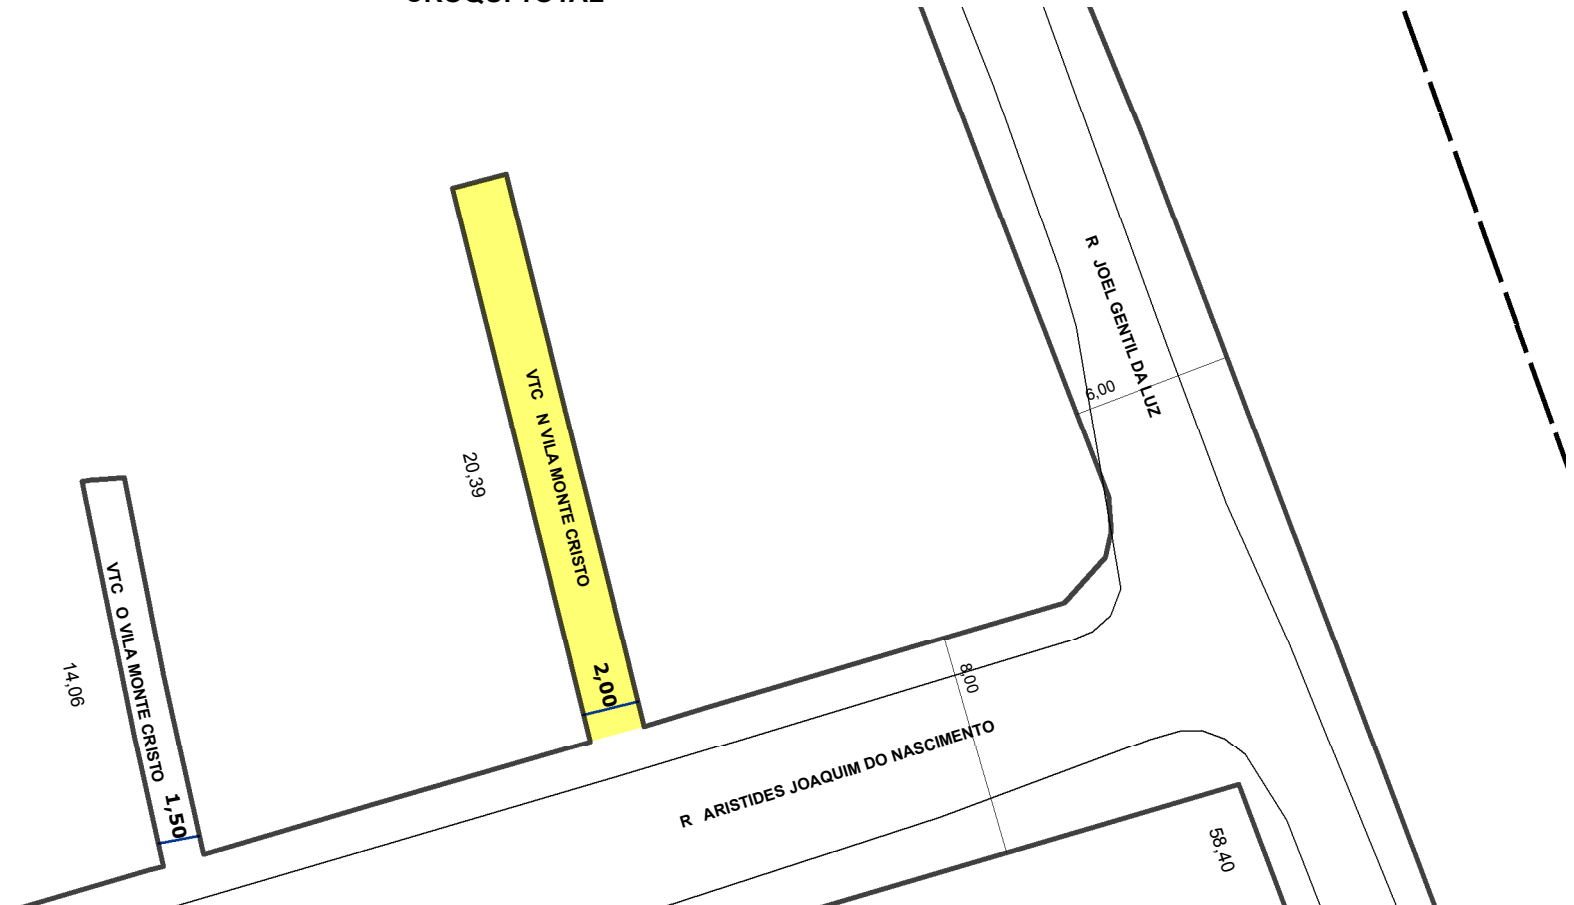 R JOEL GENTIL DA LUZ
6,00
VTC N VILA MONTE CRISTO
20,39
2,00
VTC O VILA MONTE CRISTO
14,06
1,50
8,00
R ARISTIDES JOAQUIM DO NASCIMENTO
58,40